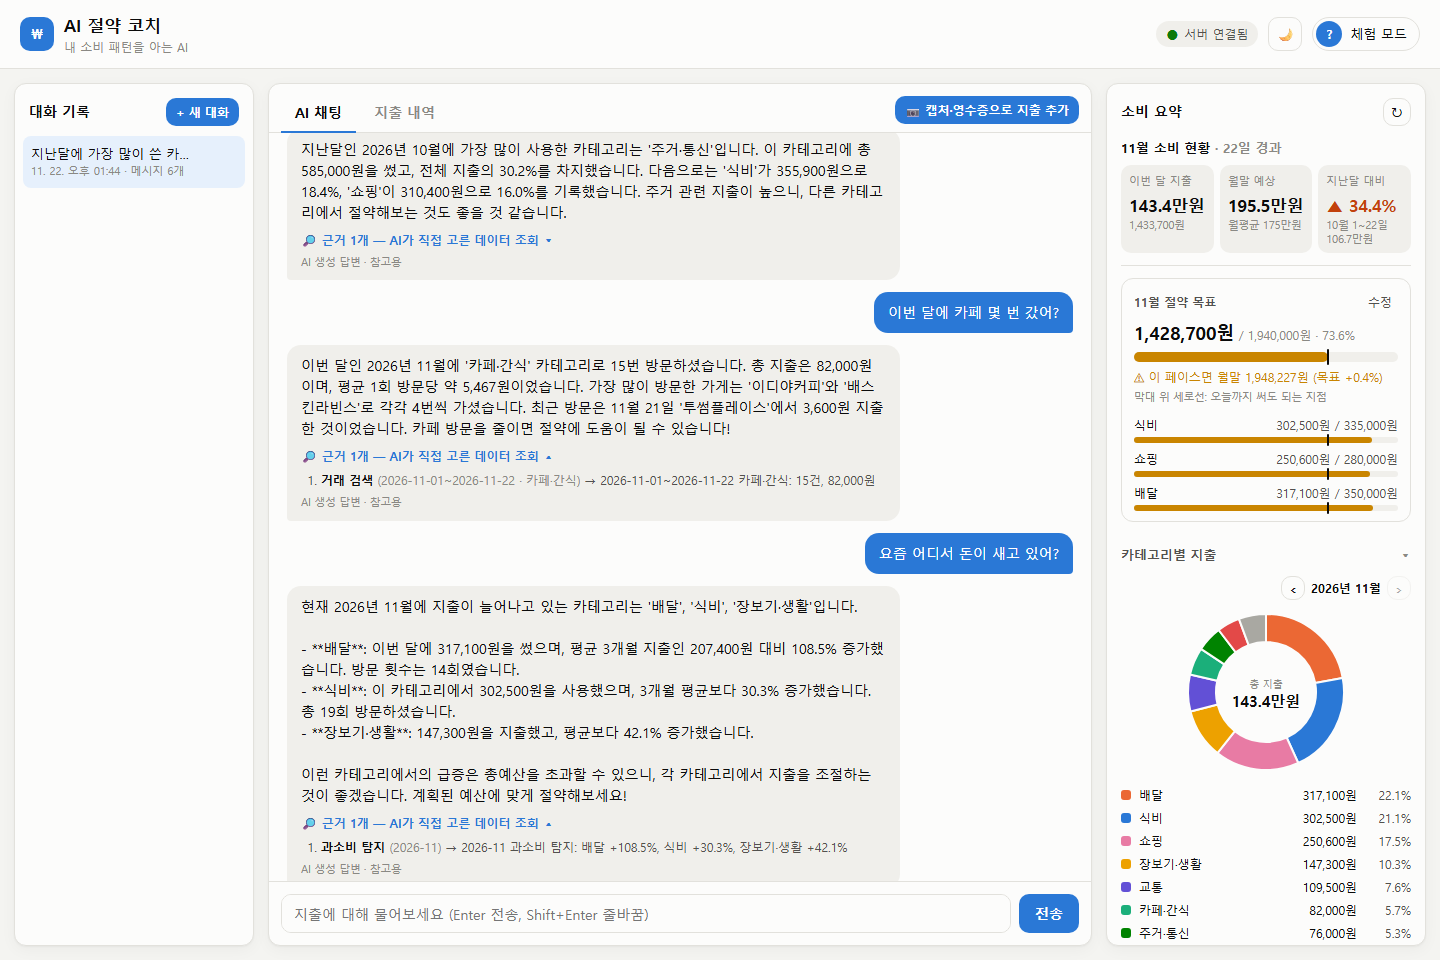 ₩
AI 절약 코치
내 소비 패턴을 아는 AI
서버 연결됨
?
체험 모드
대화 기록
+ 새 대화
지난달에 가장 많이 쓴 카...
11. 22. 오후 01:44 · 메시지 6개
AI 채팅
지출 내역
캡처·영수증으로 지출 추가
지난달인 2026년 10월에 가장 많이 사용한 카테고리는 '주거·통신'입니다. 이 카테고리에 총
585,000원을 썼고, 전체 지출의 30.2%를 차지했습니다. 다음으로는 '식비'가 355,900원으로
18.4%, '쇼핑'이 310,400원으로 16.0%를 기록했습니다. 주거 관련 지출이 높으니, 다른 카테고
리에서 절약해보는 것도 좋을 것 같습니다.
근거 1개 — AI가 직접 고른 데이터 조회
AI 생성 답변 · 참고용
이번 달에 카페 몇 번 갔어?
이번 달인 2026년 11월에 '카페·간식' 카테고리로 15번 방문하셨습니다. 총 지출은 82,000원
이며, 평균 1회 방문당 약 5,467원이었습니다. 가장 많이 방문한 가게는 '이디야커피'와 '배스
킨라빈스'로 각각 4번씩 가셨습니다. 최근 방문은 11월 21일 '투썸플레이스'에서 3,600원 지출
한 것이었습니다. 카페 방문을 줄이면 절약에 도움이 될 수 있습니다!
근거 1개 — AI가 직접 고른 데이터 조회
1. 거래 검색 (2026-11-01~2026-11-22 · 카페·간식) → 2026-11-01~2026-11-22 카페·간식: 15건, 82,000원
AI 생성 답변 · 참고용
요즘 어디서 돈이 새고 있어?
현재 2026년 11월에 지출이 늘어나고 있는 카테고리는 '배달', '식비', '장보기·생활'입니다.
- **배달**: 이번 달에 317,100원을 썼으며, 평균 3개월 지출인 207,400원 대비 108.5% 증가했
습니다. 방문 횟수는 14회였습니다.
- **식비**: 이 카테고리에서 302,500원을 사용했으며, 3개월 평균보다 30.3% 증가했습니다.
총 19회 방문하셨습니다.
- **장보기·생활**: 147,300원을 지출했고, 평균보다 42.1% 증가했습니다.
이런 카테고리에서의 급증은 총예산을 초과할 수 있으니, 각 카테고리에서 지출을 조절하는
것이 좋겠습니다. 계획된 예산에 맞게 절약해보세요!
근거 1개 — AI가 직접 고른 데이터 조회
1. 과소비 탐지 (2026-11) → 2026-11 과소비 탐지: 배달 +108.5%, 식비 +30.3%, 장보기·생활 +42.1%
AI 생성 답변 · 참고용
지출에 대해 물어보세요 (Enter 전송, Shift+Enter 줄바꿈)
전송
소비 요약
11월 소비 현황 · 22일 경과
이번 달 지출
143.4만원
1,433,700원
월말 예상
195.5만원
월평균 175만원
지난달 대비
▲ 34.4%
10월 1~22일
106.7만원
11월 절약 목표
수정
1,428,700원 / 1,940,000원 · 73.6%
⚠ 이 페이스면 월말 1,948,227원 (목표 +0.4%)
막대 위 세로선: 오늘까지 써도 되는 지점
식비 302,500원 / 335,000원
쇼핑 250,600원 / 280,000원
배달 317,100원 / 350,000원
카테고리별 지출
‹ 2026년 11월 ›
총 지출
143.4만원
배달 317,100원 22.1%
식비 302,500원 21.1%
쇼핑 250,600원 17.5%
장보기·생활 147,300원 10.3%
교통 109,500원 7.6%
카페·간식 82,000원 5.7%
주거·통신 76,000원 5.3%